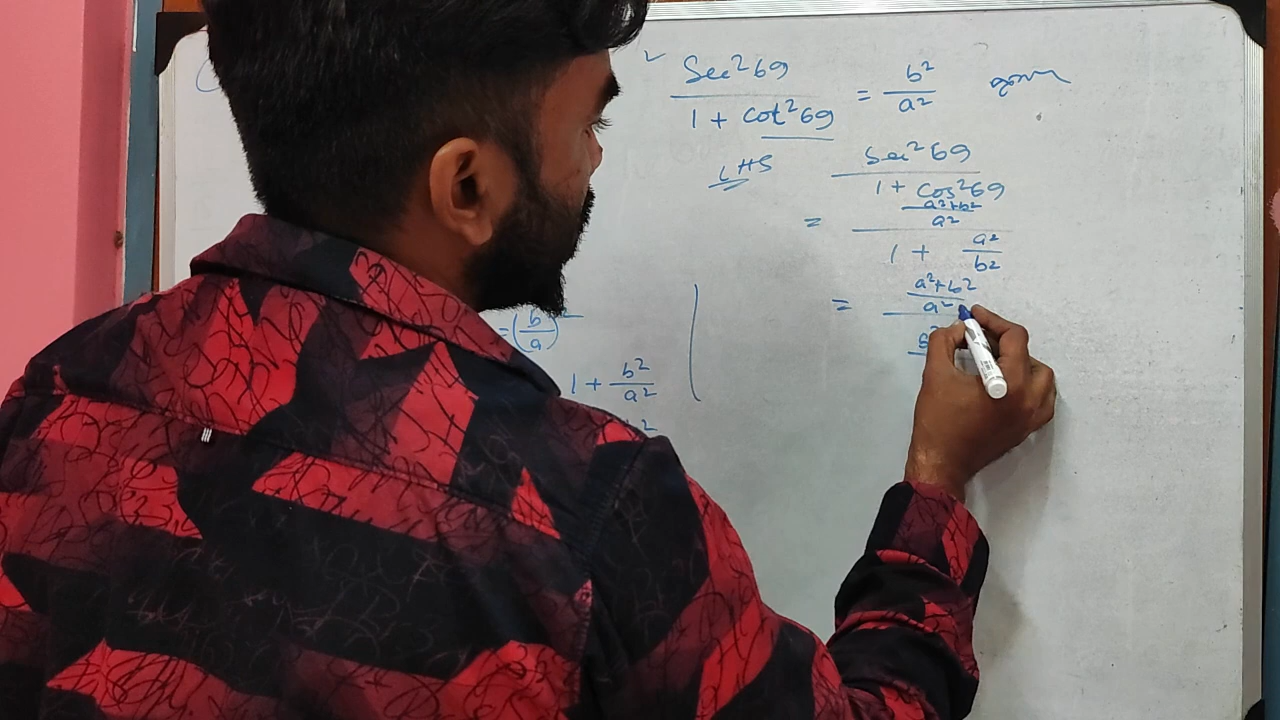 Sec²69
―――――― = b²/a²
1 + cot²69
LHS
Sec²69
――――――
1 + cos²69
= (a²+b²)/a²
――――――
1 + a²/b²
= (a²+b²)/a²
=(b/a)
1 + b²/a²